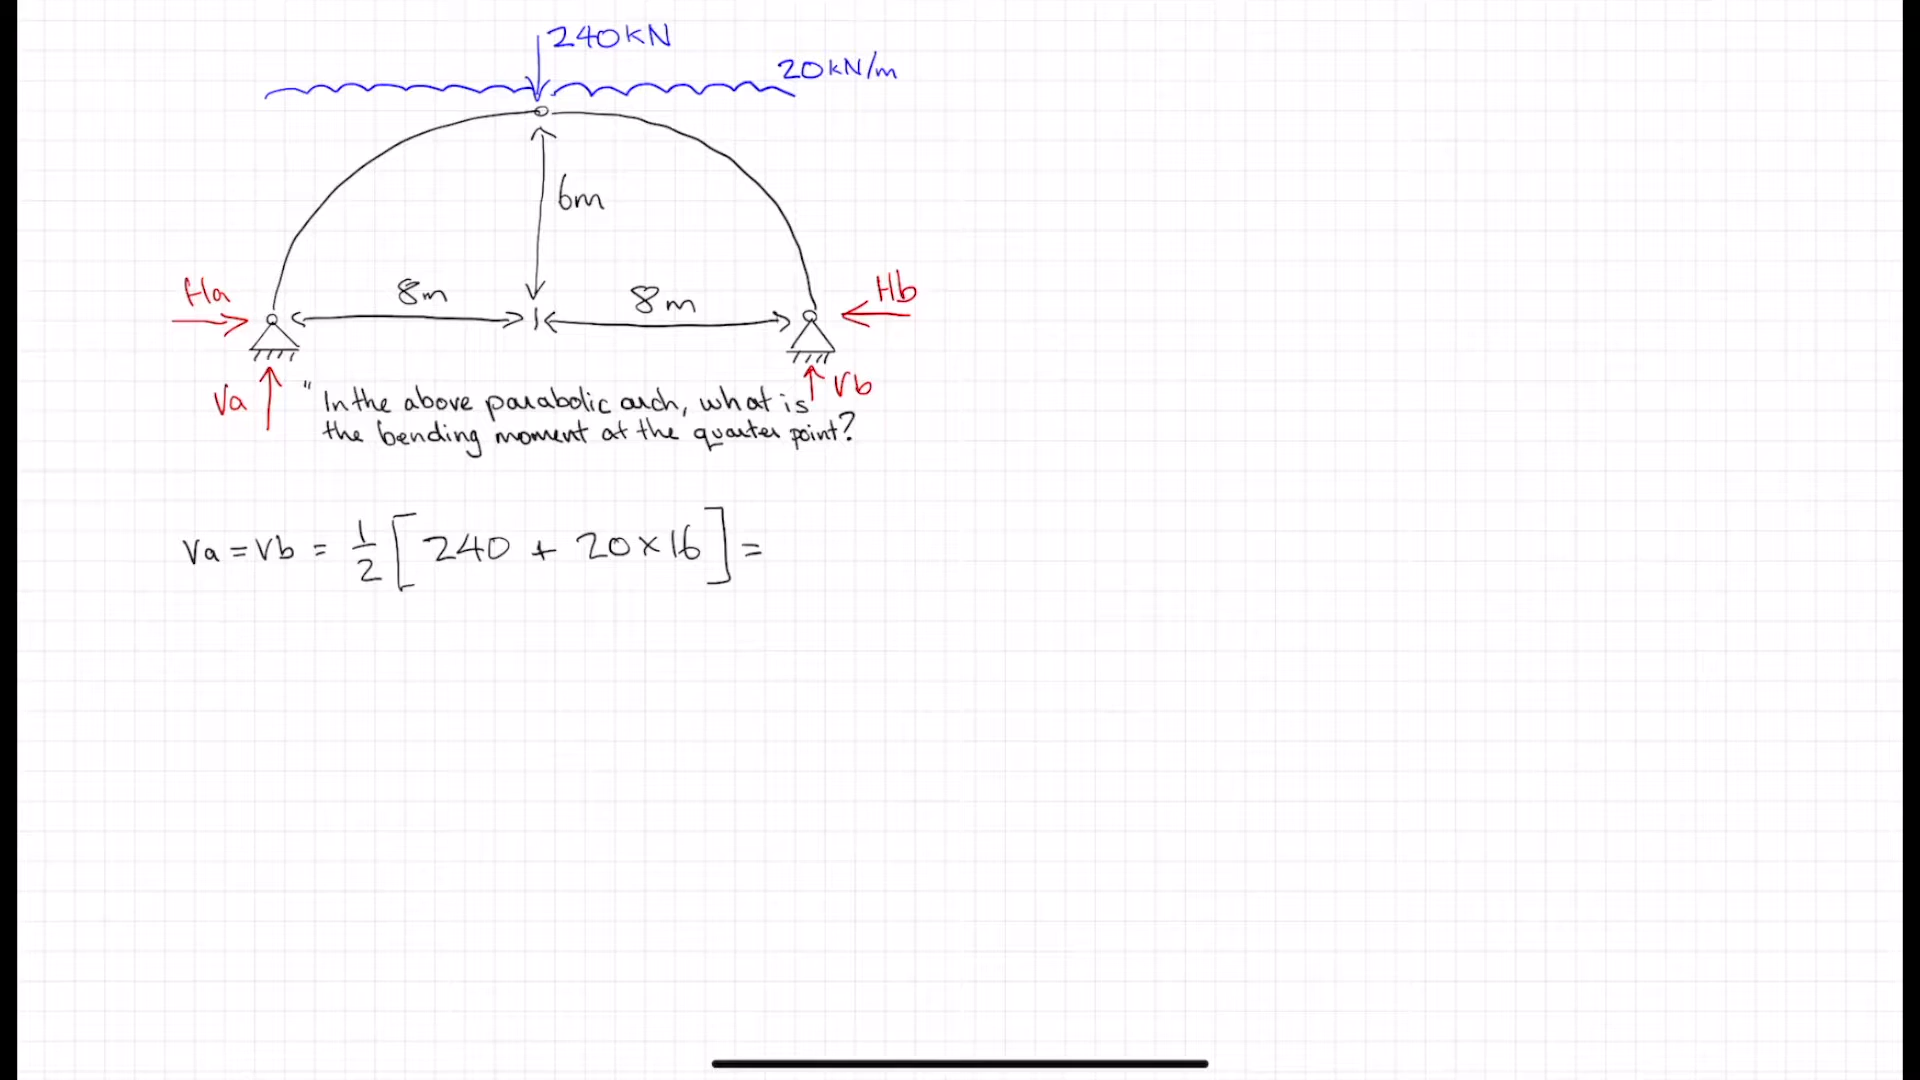 240kN
20kN/m
6m
Ha
8m
8m
Hb
Va
Vb
"In the above parabolic arch, what is
the bending moment at the quarter point?
Va = Vb = 1/2 [240 + 20×16] =